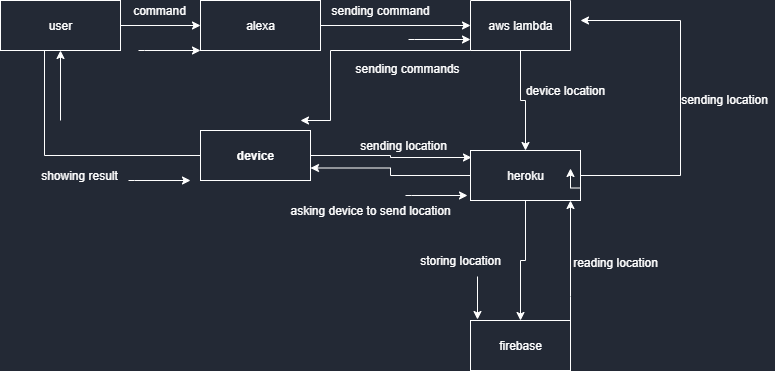 command
sending command
user
alexa
aws lambda
sending commands
device location
sending location
sending location
device
showing result
heroku
asking device to send location
storing location
reading location
firebase